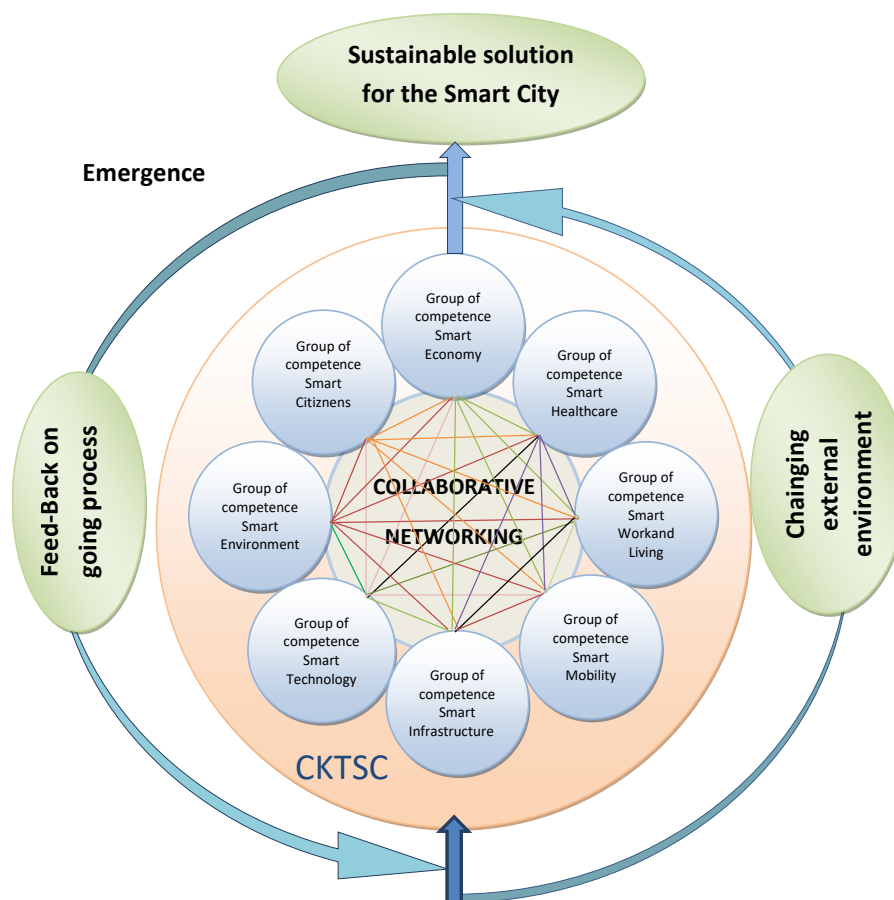 Sustainable solution
for the Smart City
Emergence
Group of
competence
Smart
Economy
Group of
competence
Smart
Citiznens
Group of
competence
Smart
Healthcare
COLLABORATIVE
NETWORKING
Group of
competence
Smart
Environment
Group of
competence
Smart
Workand
Living
Feed-Back on
going process
Chainging
external
environment
Group of
competence
Smart
Technology
Group of
competence
Smart
Mobility
Group of
competence
Smart
Infrastructure
CKTSC